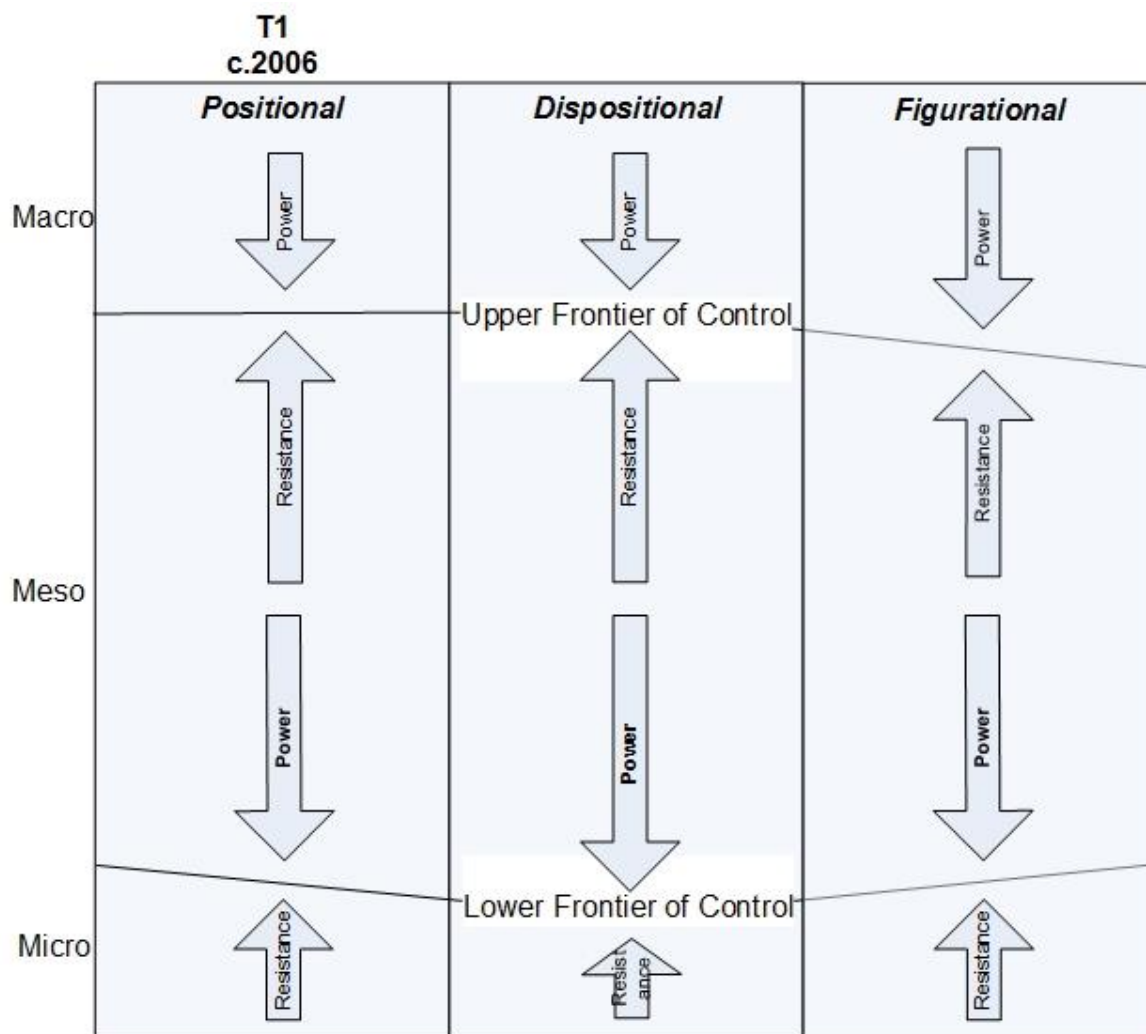 T1
c.2006
Positional
Dispositional
Figurational
Macro
Power
Power
Power
Upper Frontier of Control
Resistance
Resistance
Resistance
Meso
Power
Power
Power
Lower Frontier of Control
Micro
Resistance
Resist
ance
Resistance